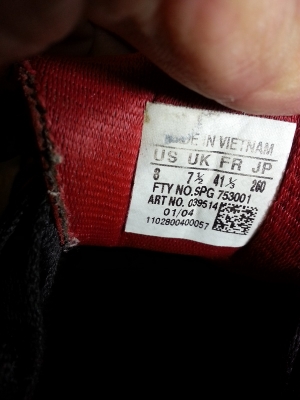 MADE IN VIETNAM
US UK FR JP
8 7½ 41⅓ 260
FTY NO.SPG 753001
ART NO. 039514
01/04
1102800400057